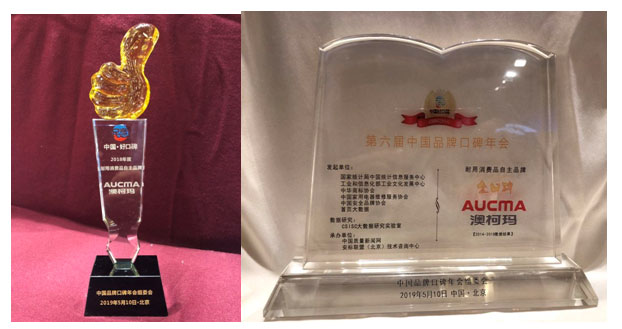 中国·好口碑
2018年度
耐用消费品自主品牌
AUCMA
澳柯玛
中国品牌口碑年会组委会
2019年5月10日·北京
第六届中国品牌口碑年会
发起单位：
国家统计局中国统计信息服务中心
工业和信息化部工业文化发展中心
中华商标协会
中国家用电器维修服务协会
中国安全品牌协会
首页大数据
数据研究：
CSISC大数据研究实验室
承办单位：
中国质量新闻网
安标联盟（北京）技术咨询中心
耐用消费品自主品牌
金口碑
AUCMA
澳柯玛
中国品牌口碑年会组委会
2019年5月10日 中国·北京